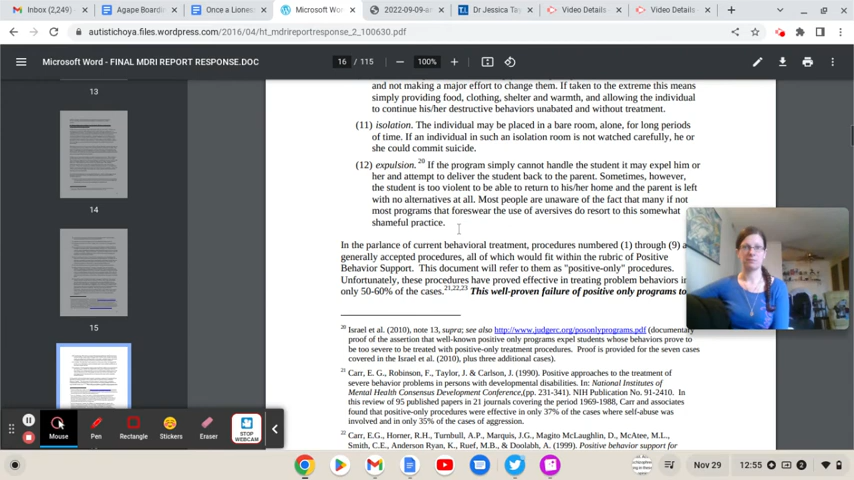 Inbox (2,249)
Agape Boardin
Once a Lioness
Microsoft Word
2022-09-09-an
Dr Jessica Tay
Video Details -
Video Details -
autistichoya.files.wordpress.com/2016/04/ht_mdrireportresponse_2_100630.pdf
Microsoft Word - FINAL MDRI REPORT RESPONSE.DOC
16 / 115
100%
13
14
15
and not making a major effort to change them. If taken to the extreme this means
simply providing food, clothing, shelter and warmth, and allowing the individual
to continue his/her destructive behaviors unabated and without treatment.
(11) isolation. The individual may be placed in a bare room, alone, for long periods
of time. If an individual in such an isolation room is not watched carefully, he or
she could commit suicide.
(12) expulsion.20 If the program simply cannot handle the student it may expel him or
her and attempt to deliver the student back to the parent. Sometimes, however,
the student is too violent to be able to return to his/her home and the parent is left
with no alternatives at all. Most people are unaware of the fact that many if not
most programs that foreswear the use of aversives do resort to this somewhat
shameful practice.
In the parlance of current behavioral treatment, procedures numbered (1) through (9) a
generally accepted procedures, all of which would fit within the rubric of Positive
Behavior Support. This document will refer to them as "positive-only" procedures.
Unfortunately, these procedures have proved effective in treating problem behaviors in
only 50-60% of the cases.21,22,23 This well-proven failure of positive only programs to
20 Israel et al. (2010), note 13, supra; see also http://www.judgerc.org/posonlyprograms.pdf (documentary
proof of the assertion that well-known positive only programs expel students whose behaviors prove to
be too severe to be treated with positive-only treatment procedures. Proof is provided for the seven cases
covered in the Israel et al. (2010), plus three additional cases).
21 Carr, E. G., Robinson, F., Taylor, J. & Carlson, J. (1990). Positive approaches to the treatment of
severe behavior problems in persons with developmental disabilities. In: National Institutes of
Mental Health Consensus Development Conference,(pp. 231-341). NIH Publication No. 91-2410. In
this review of 95 published papers in 21 journals covering the period 1969-1988, Carr and associates
found that positive-only procedures were effective in only 37% of the cases where self-abuse was
involved and in only 35% of the cases of aggression.
22 Carr, E.G., Horner, R.H., Turnbull, A.P., Marquis, J.G., Magito McLaughlin, D., McAtee, M.L.,
Smith, C.E., Anderson Ryan, K., Ruef, M.B., & Doolabh, A. (1999). Positive behavior support for
Mouse
Pen
Rectangle
Stickers
Eraser
STOP
WEBCAM
Nov 29
12:55
2